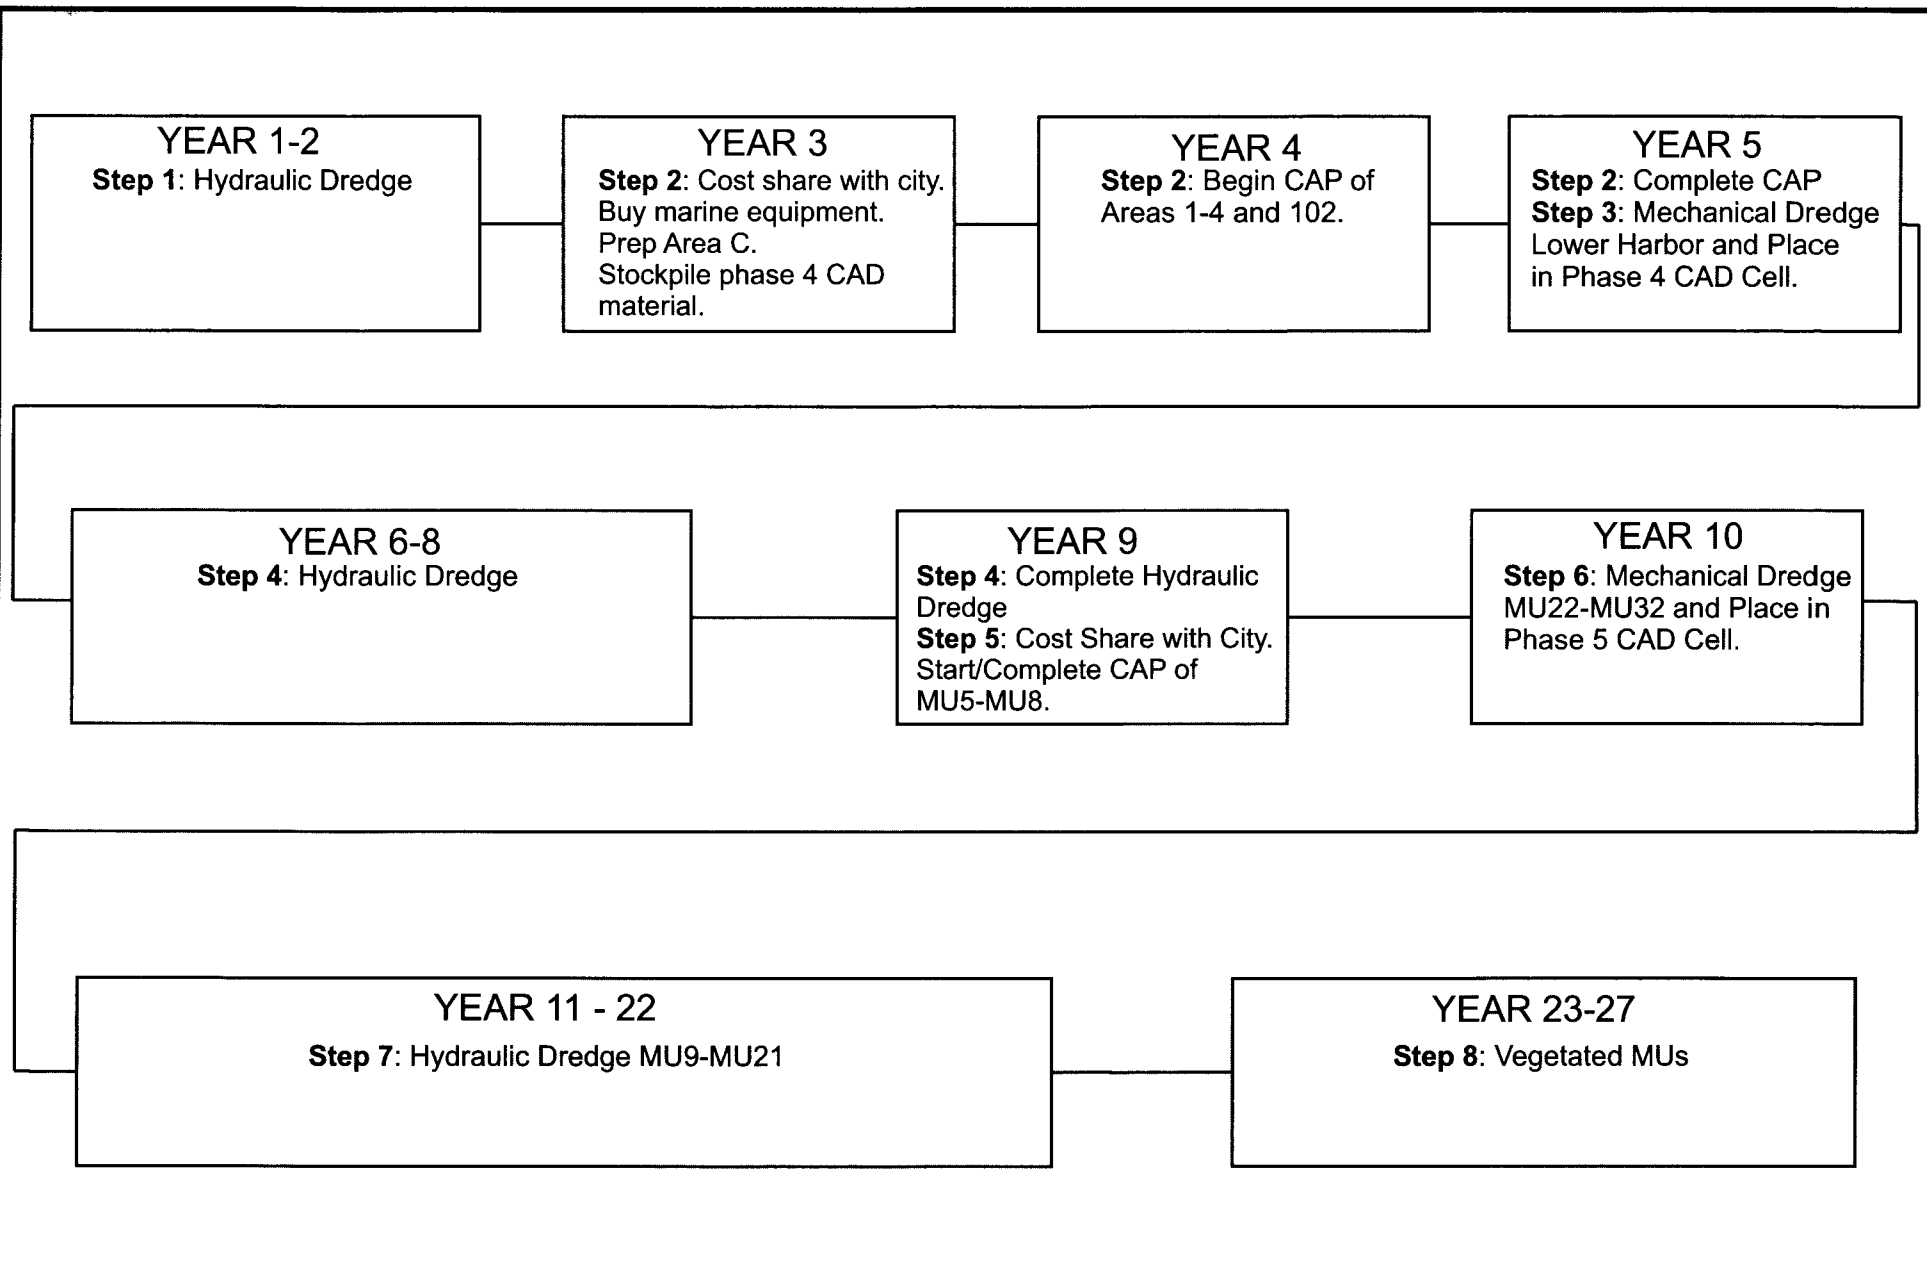 YEAR 1-2
Step 1: Hydraulic Dredge
YEAR 3
Step 2: Cost share with city.
Buy marine equipment.
Prep Area C.
Stockpile phase 4 CAD
material.
YEAR 4
Step 2: Begin CAP of
Areas 1-4 and 102.
YEAR 5
Step 2: Complete CAP
Step 3: Mechanical Dredge
Lower Harbor and Place
in Phase 4 CAD Cell.
YEAR 6-8
Step 4: Hydraulic Dredge
YEAR 9
Step 4: Complete Hydraulic
Dredge
Step 5: Cost Share with City.
Start/Complete CAP of
MU5-MU8.
YEAR 10
Step 6: Mechanical Dredge
MU22-MU32 and Place in
Phase 5 CAD Cell.
YEAR 11 - 22
Step 7: Hydraulic Dredge MU9-MU21
YEAR 23-27
Step 8: Vegetated MUs